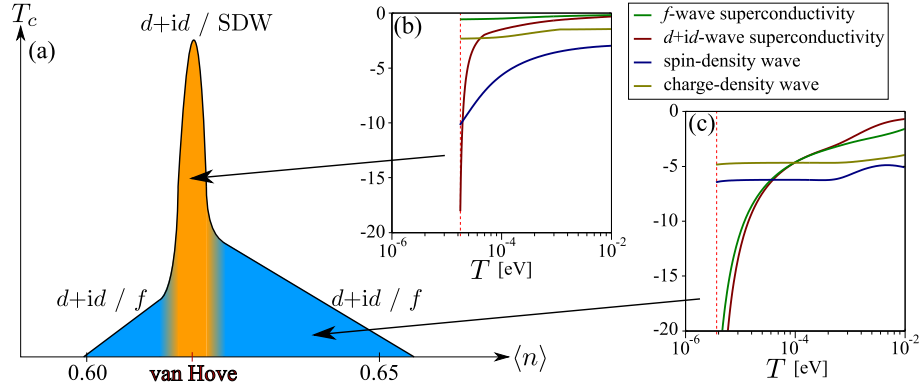 T_c
d+id / SDW
(a)
d+id / f
d+id / f
0.60
van Hove
0.65
⟨n⟩
(b)
0
-5
-10
-15
-20
10^-6
10^-4
10^-2
T [eV]
f-wave superconductivity
d+id-wave superconductivity
spin-density wave
charge-density wave
(c)
0
-5
-10
-15
-20
10^-6
10^-4
10^-2
T [eV]